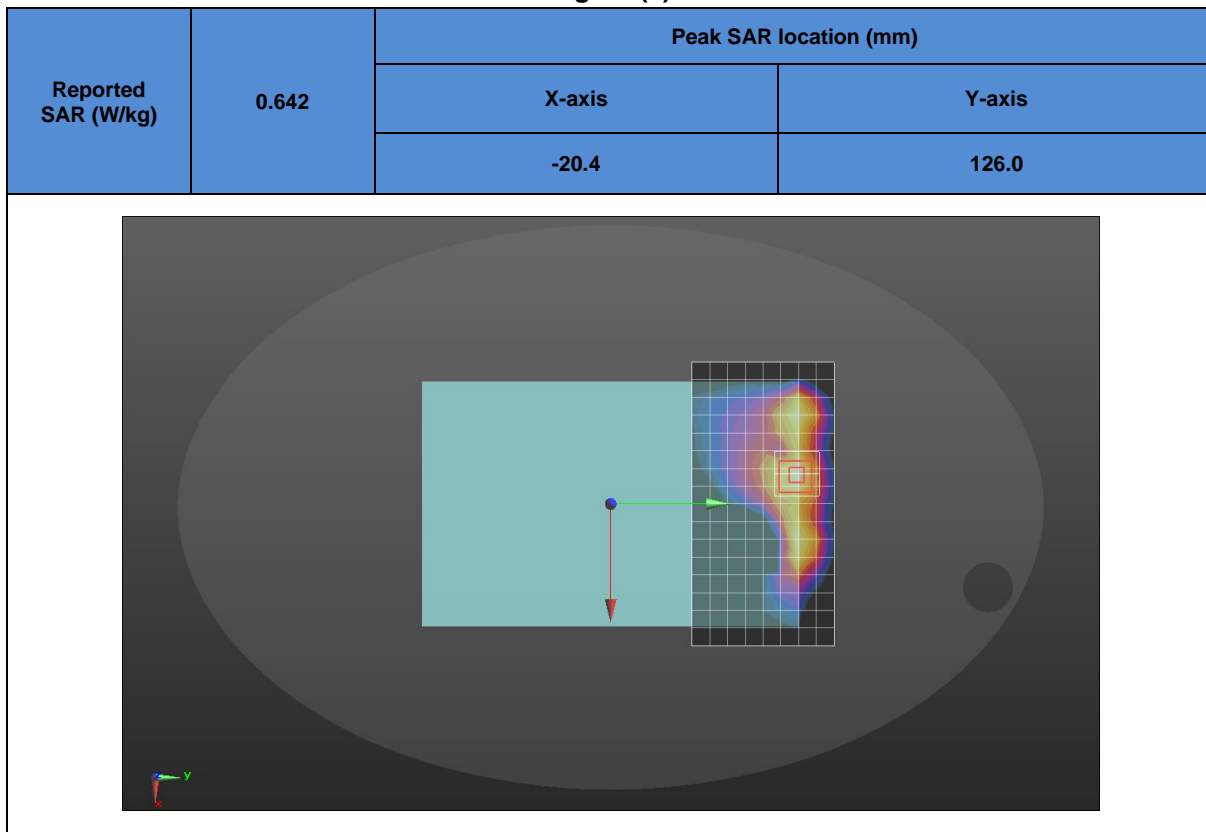 Peak SAR location (mm)
Reported
SAR (W/kg)
0.642
X-axis
Y-axis
-20.4
126.0
y
x